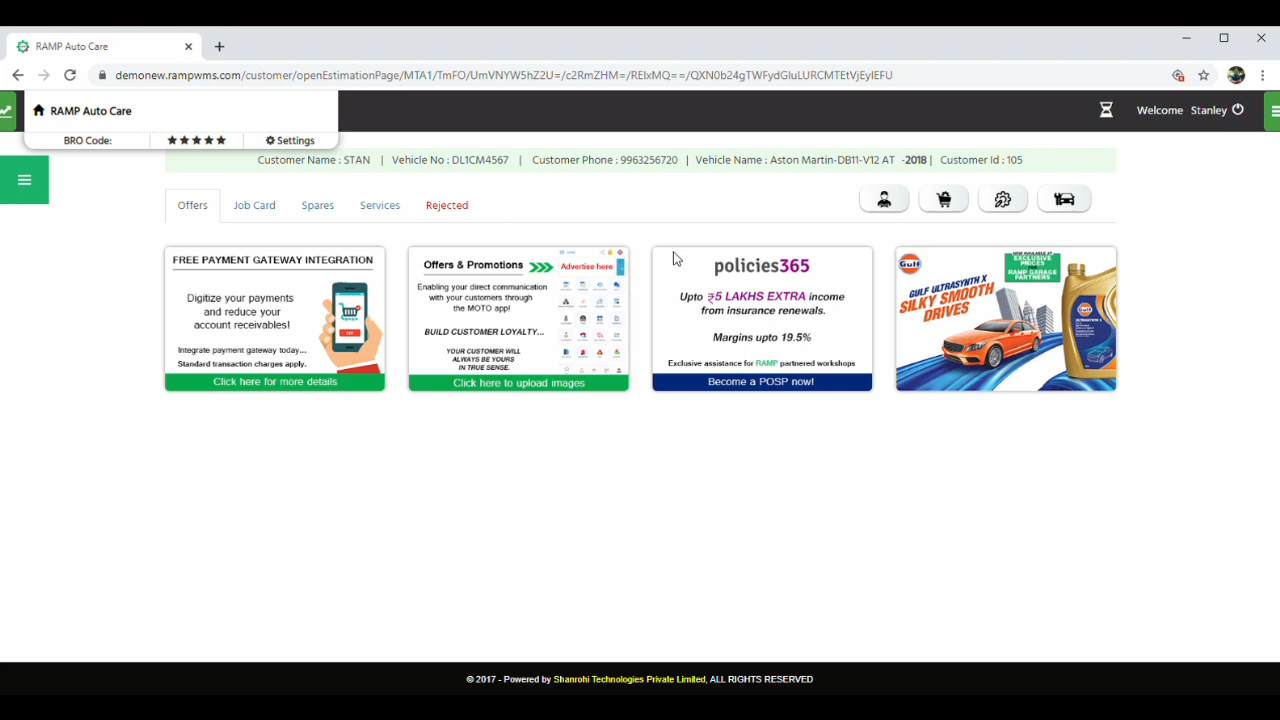 RAMP Auto Care
demonew.rampwms.com/customer/openEstimationPage/MTA1/TmFO/UmVNYW5hZ2U=/c2RmZHM=/RElxMQ==/QXN0b24gTWFydGluLURCMTEtVjEyIEFU
RAMP Auto Care
Welcome Stanley
BRO Code:
Settings
Customer Name : STAN | Vehicle No : DL1CM4567 | Customer Phone : 9963256720 | Vehicle Name : Aston Martin-DB11-V12 AT -2018 | Customer Id : 105
Offers Job Card Spares Services Rejected
FREE PAYMENT GATEWAY INTEGRATION
Digitize your payments
and reduce your
account receivables!
Integrate payment gateway today...
Standard transaction charges apply.
Click here for more details
Offers & Promotions
Advertise here
Enabling your direct communication
with your customers through
the MOTO app!
BUILD CUSTOMER LOYALTY...
YOUR CUSTOMER WILL
ALWAYS BE YOURS
IN TRUE SENSE.
Click here to upload images
policies365
Upto ₹5 LAKHS EXTRA income
from insurance renewals.
Margins upto 19.5%
Exclusive assistance for RAMP partnered workshops
Become a POSP now!
Gulf
EXCLUSIVE
PRICES
FOR
RAMP GARAGE
PARTNERS
GULF ULTRASYNTH X
SILKY SMOOTH
DRIVES
Gulf
© 2017 - Powered by Shanrohi Technologies Private Limited, ALL RIGHTS RESERVED